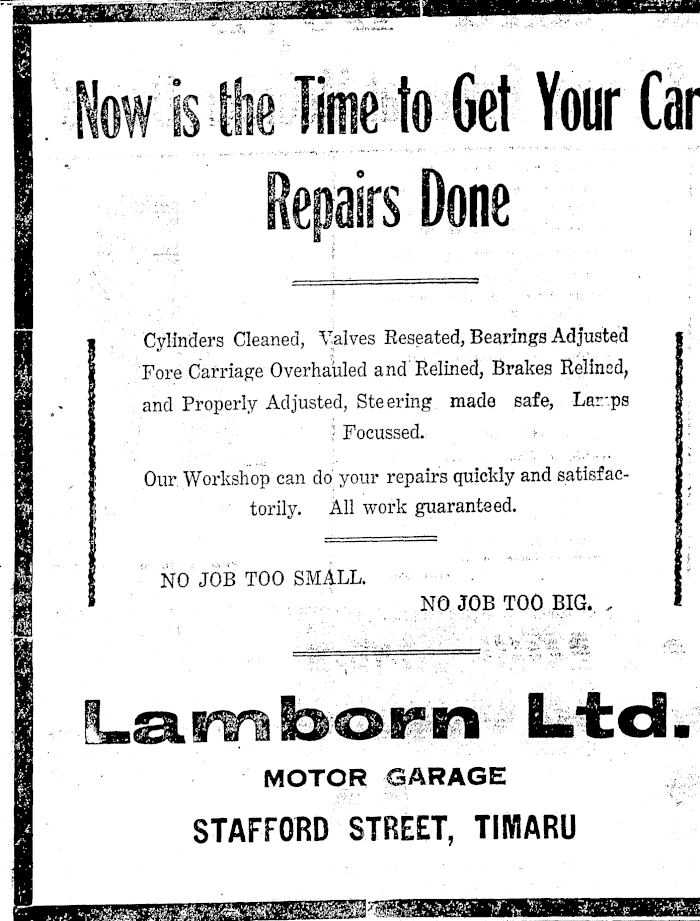 Now is the Time to Get Your Car
Repairs Done
Cylinders Cleaned, Valves Reseated, Bearings Adjusted
Fore Carriage Overhauled and Relined, Brakes Relined,
and Properly Adjusted, Steering made safe, Lamps
Focussed.
Our Workshop can do your repairs quickly and satisfac-
torily. All work guaranteed.
NO JOB TOO SMALL.
NO JOB TOO BIG.
Lamborn Ltd.
MOTOR GARAGE
STAFFORD STREET, TIMARU